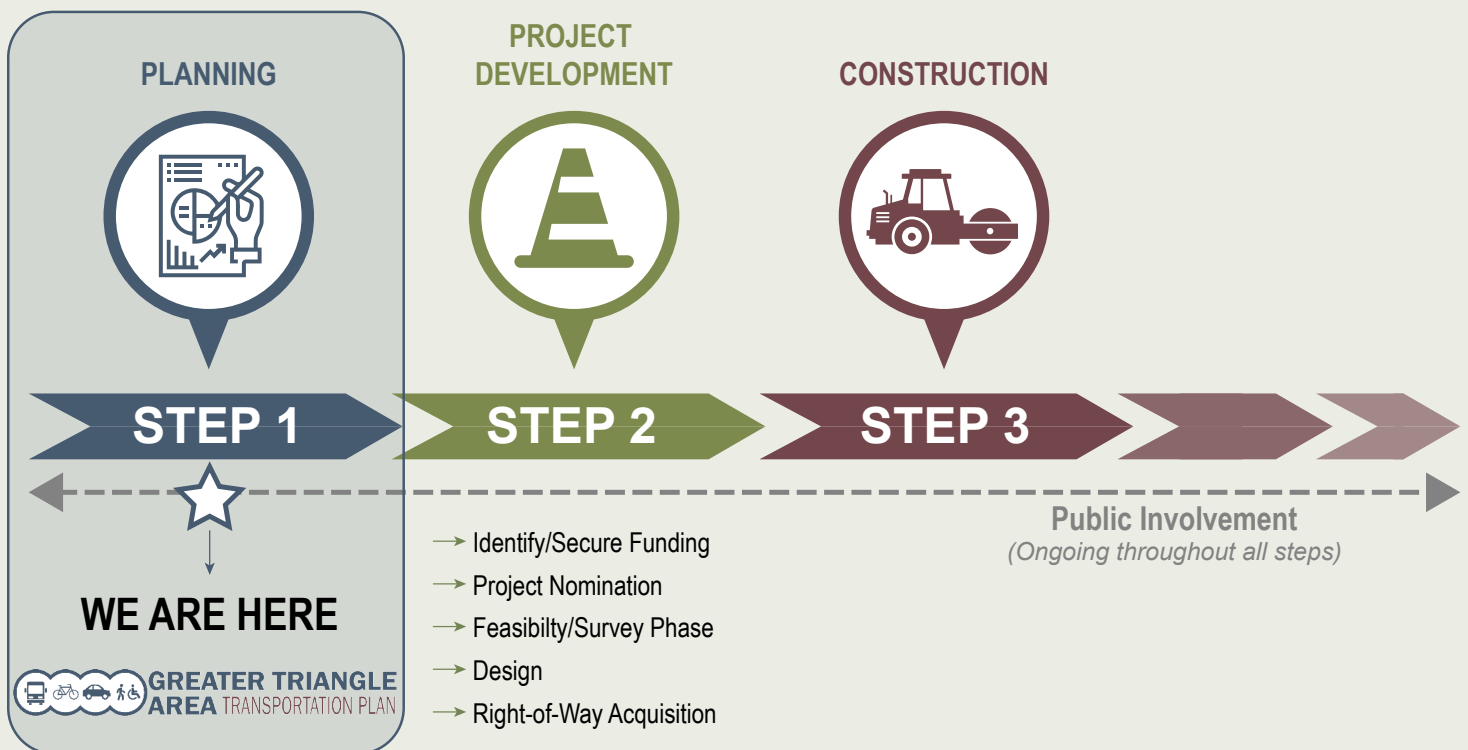 PLANNING
PROJECT
DEVELOPMENT
CONSTRUCTION
STEP 1
STEP 2
STEP 3
Public Involvement
(Ongoing throughout all steps)
WE ARE HERE
GREATER TRIANGLE
AREA TRANSPORTATION PLAN
Identify/Secure Funding
Project Nomination
Feasibilty/Survey Phase
Design
Right-of-Way Acquisition